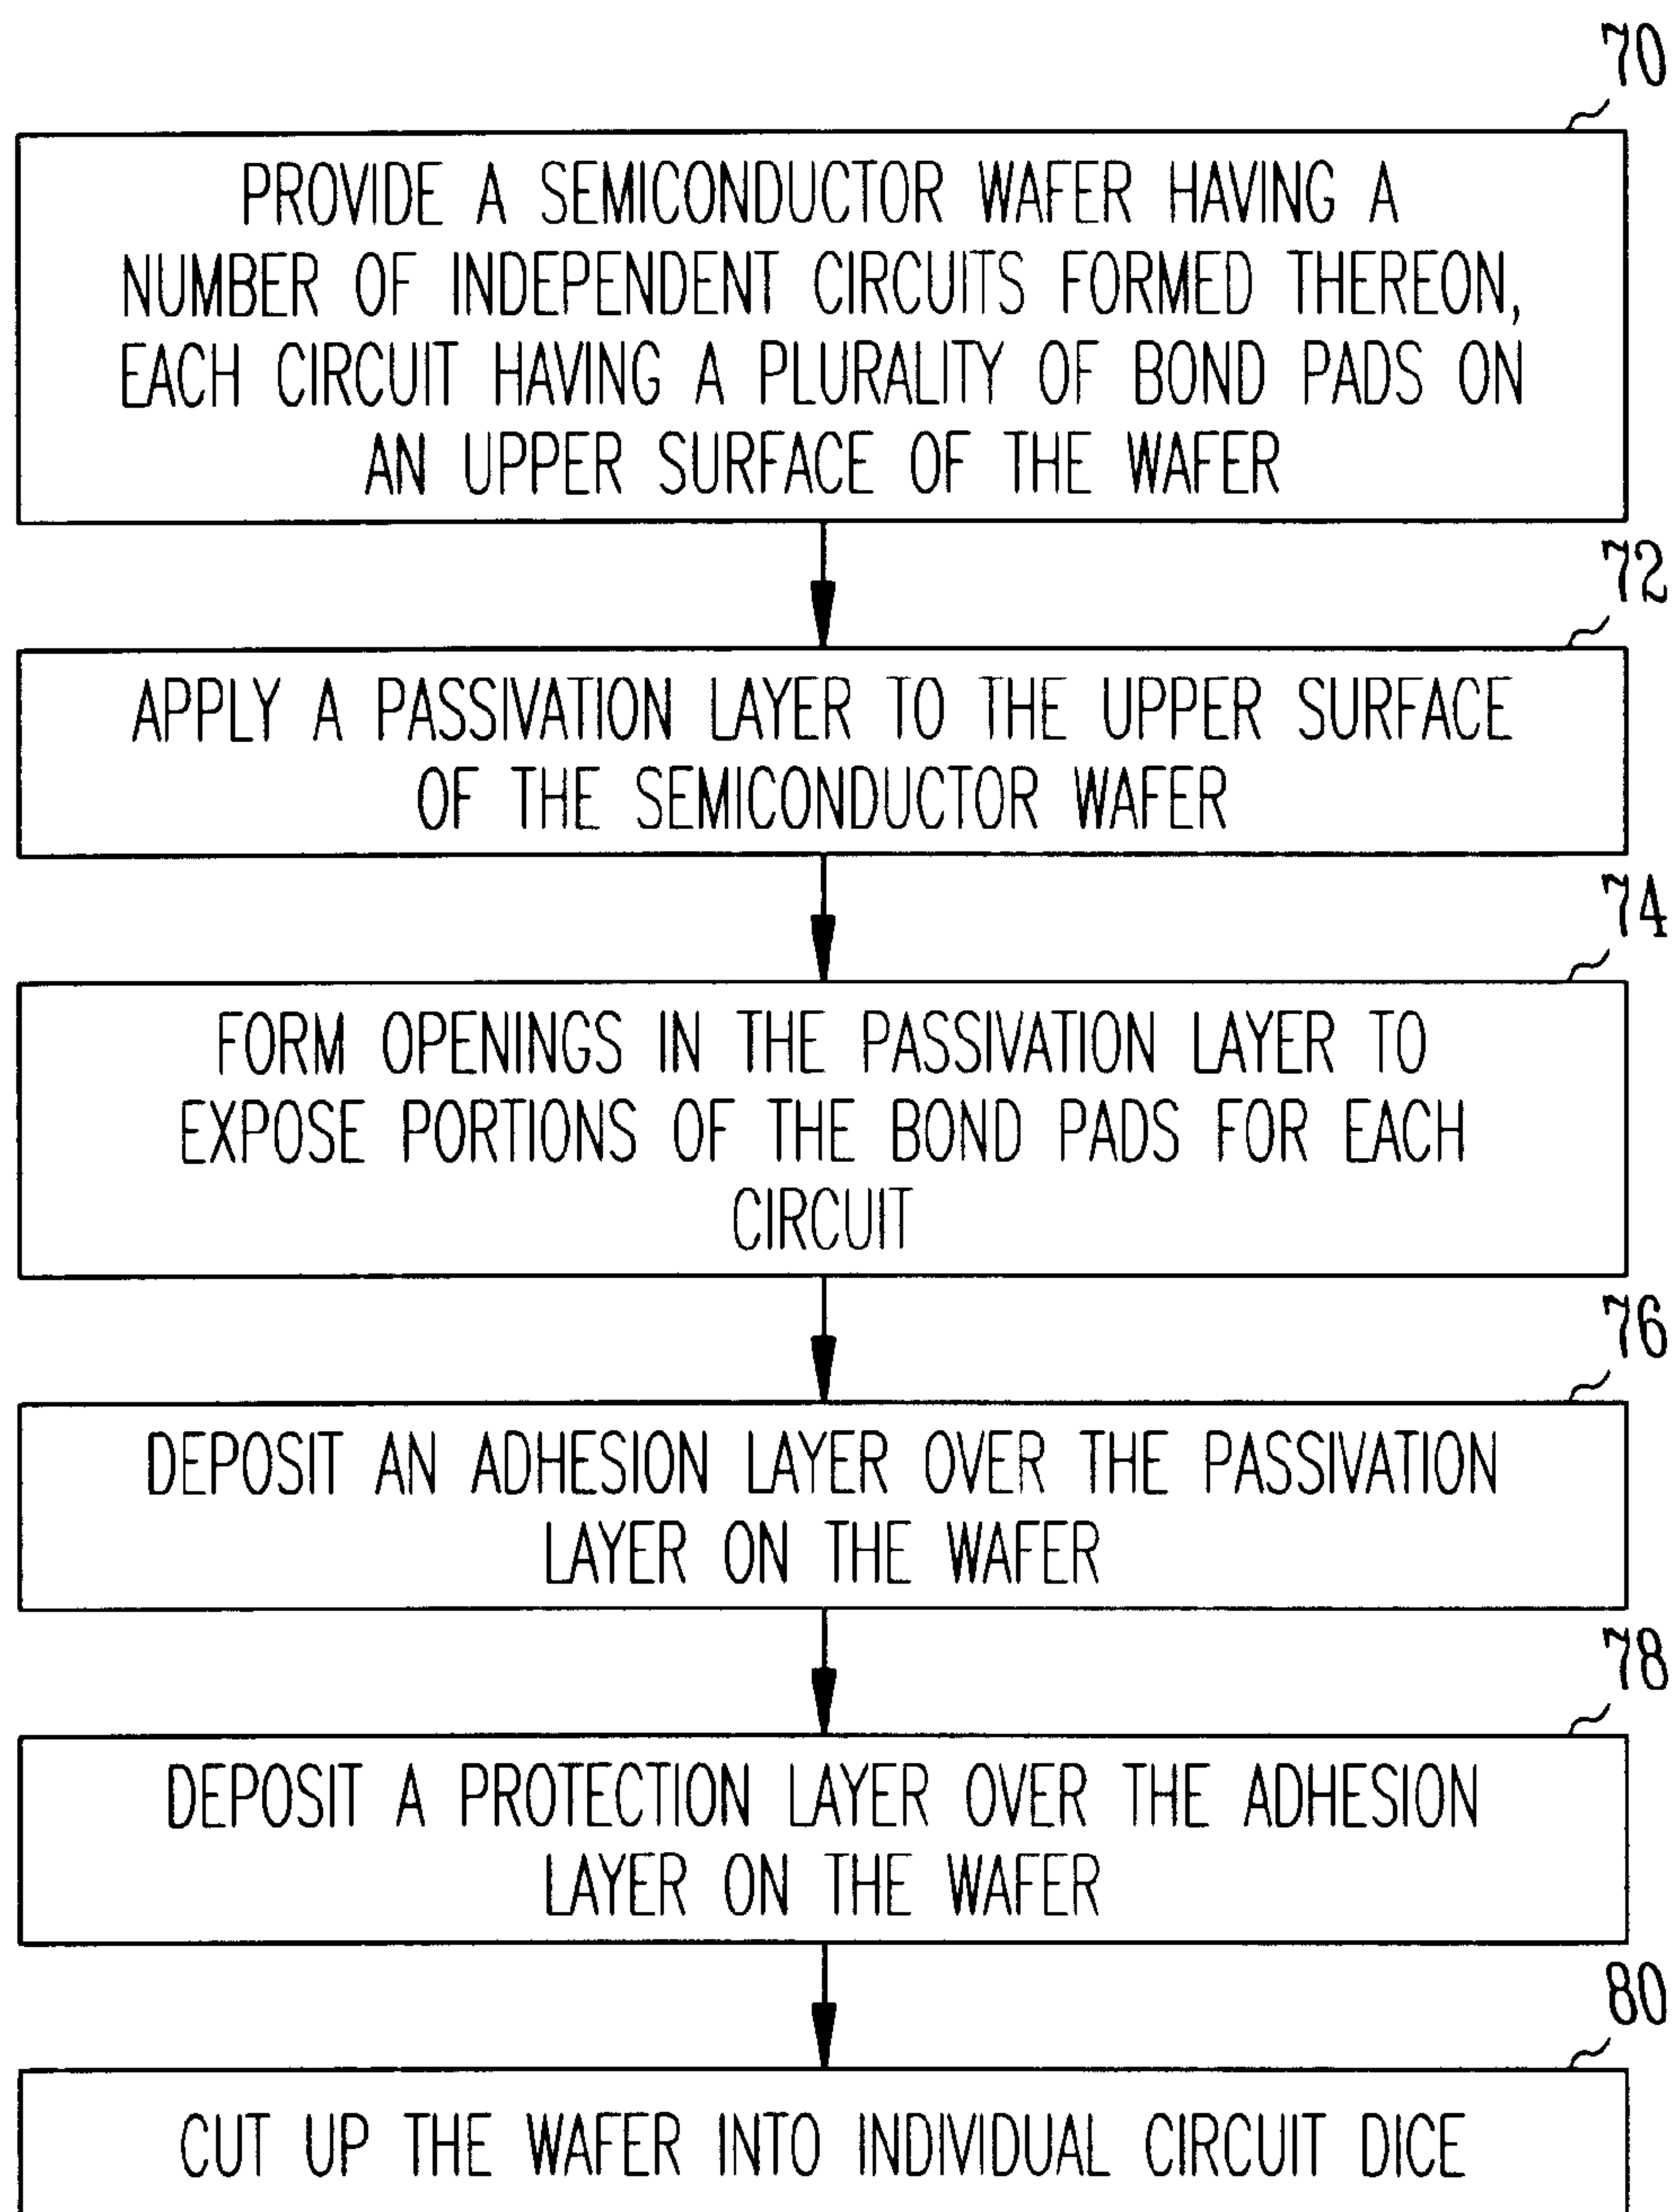 70
PROVIDE A SEMICONDUCTOR WAFER HAVING A
NUMBER OF INDEPENDENT CIRCUITS FORMED THEREON,
EACH CIRCUIT HAVING A PLURALITY OF BOND PADS ON
AN UPPER SURFACE OF THE WAFER
72
APPLY A PASSIVATION LAYER TO THE UPPER SURFACE
OF THE SEMICONDUCTOR WAFER
74
FORM OPENINGS IN THE PASSIVATION LAYER TO
EXPOSE PORTIONS OF THE BOND PADS FOR EACH
CIRCUIT
76
DEPOSIT AN ADHESION LAYER OVER THE PASSIVATION
LAYER ON THE WAFER
78
DEPOSIT A PROTECTION LAYER OVER THE ADHESION
LAYER ON THE WAFER
80
CUT UP THE WAFER INTO INDIVIDUAL CIRCUIT DICE